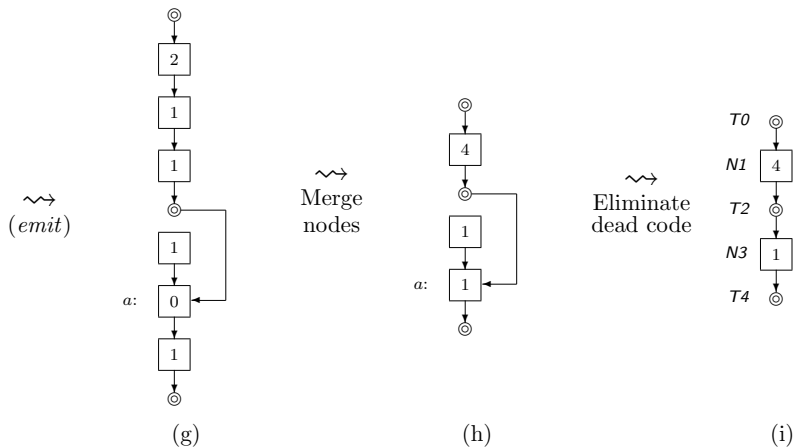 ⇝
(emit)
2
1
1
1
a:
0
1
(g)
⇝
Merge
nodes
4
1
a:
1
(h)
⇝
Eliminate
dead code
T0
N1
4
T2
N3
1
T4
(i)